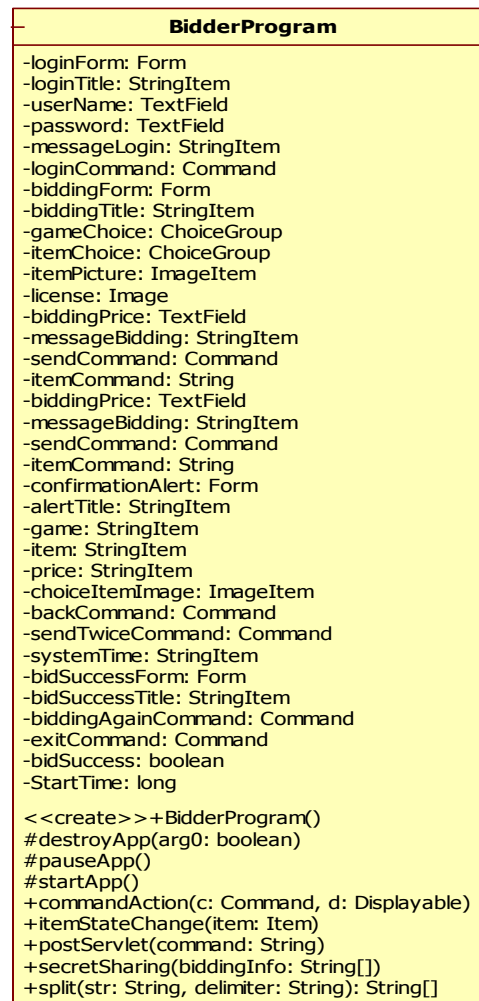 BidderProgram
-loginForm: Form
-loginTitle: StringItem
-userName: TextField
-password: TextField
-messageLogin: StringItem
-loginCommand: Command
-biddingForm: Form
-biddingTitle: StringItem
-gameChoice: ChoiceGroup
-itemChoice: ChoiceGroup
-itemPicture: ImageItem
-license: Image
-biddingPrice: TextField
-messageBidding: StringItem
-sendCommand: Command
-itemCommand: String
-biddingPrice: TextField
-messageBidding: StringItem
-sendCommand: Command
-itemCommand: String
-confirmationAlert: Form
-alertTitle: StringItem
-game: StringItem
-item: StringItem
-price: StringItem
-choiceItemImage: ImageItem
-backCommand: Command
-sendTwiceCommand: Command
-systemTime: StringItem
-bidSuccessForm: Form
-bidSuccessTitle: StringItem
-biddingAgainCommand: Command
-exitCommand: Command
-bidSuccess: boolean
-StartTime: long
<<create>>+BidderProgram()
#destroyApp(arg0: boolean)
#pauseApp()
#startApp()
+commandAction(c: Command, d: Displayable)
+itemStateChange(item: Item)
+postServlet(command: String)
+secretSharing(biddingInfo: String[])
+split(str: String, delimiter: String): String[]